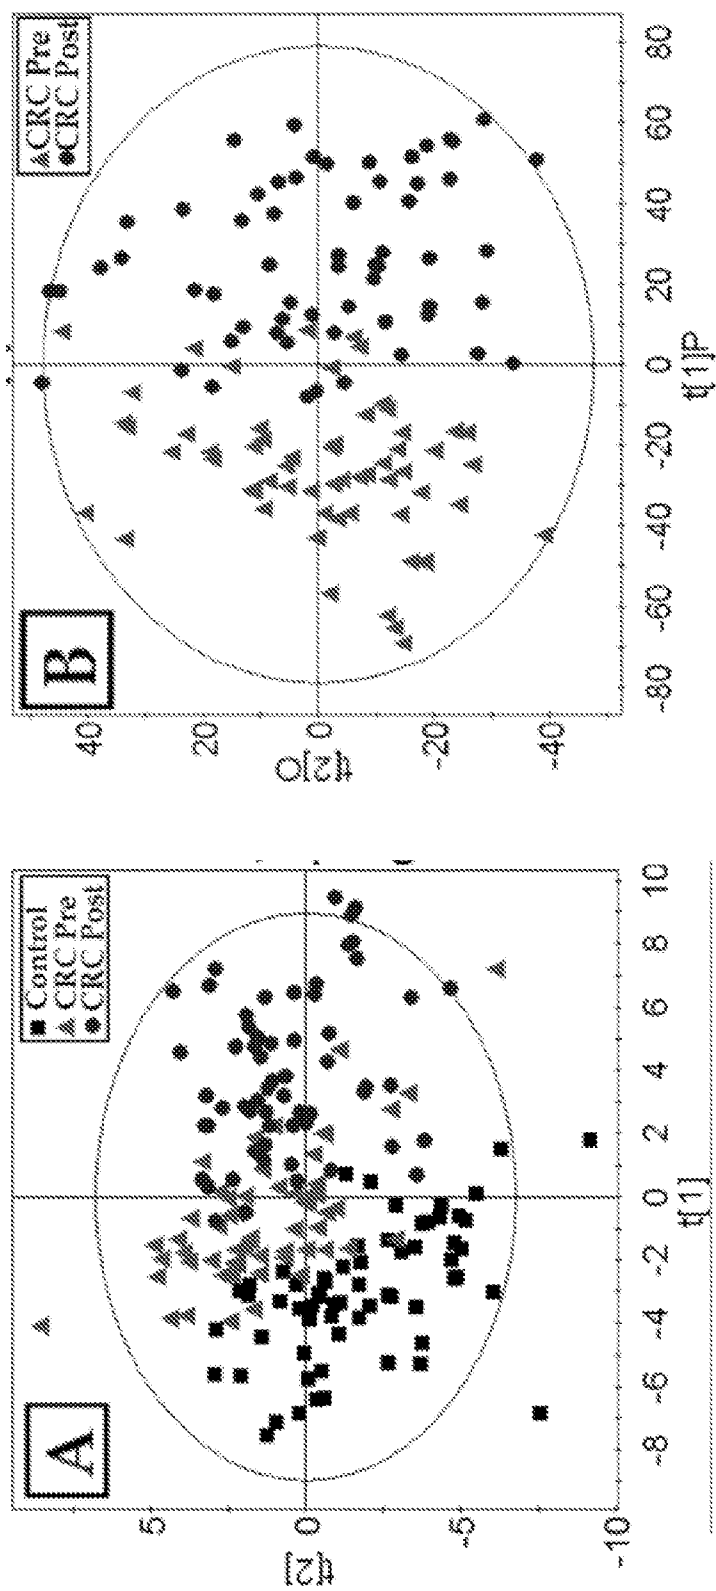 A
■ Control
▲ CRC Pre
● CRC Post
t[2]
5
0
-5
-10
-8
-6
-4
-2
0
2
4
6
8
10
t[1]
B
▲CRC Pre
●CRC Post
t[2]O
40
20
0
-20
-40
-80
-60
-40
-20
0
20
40
60
80
t[1]P